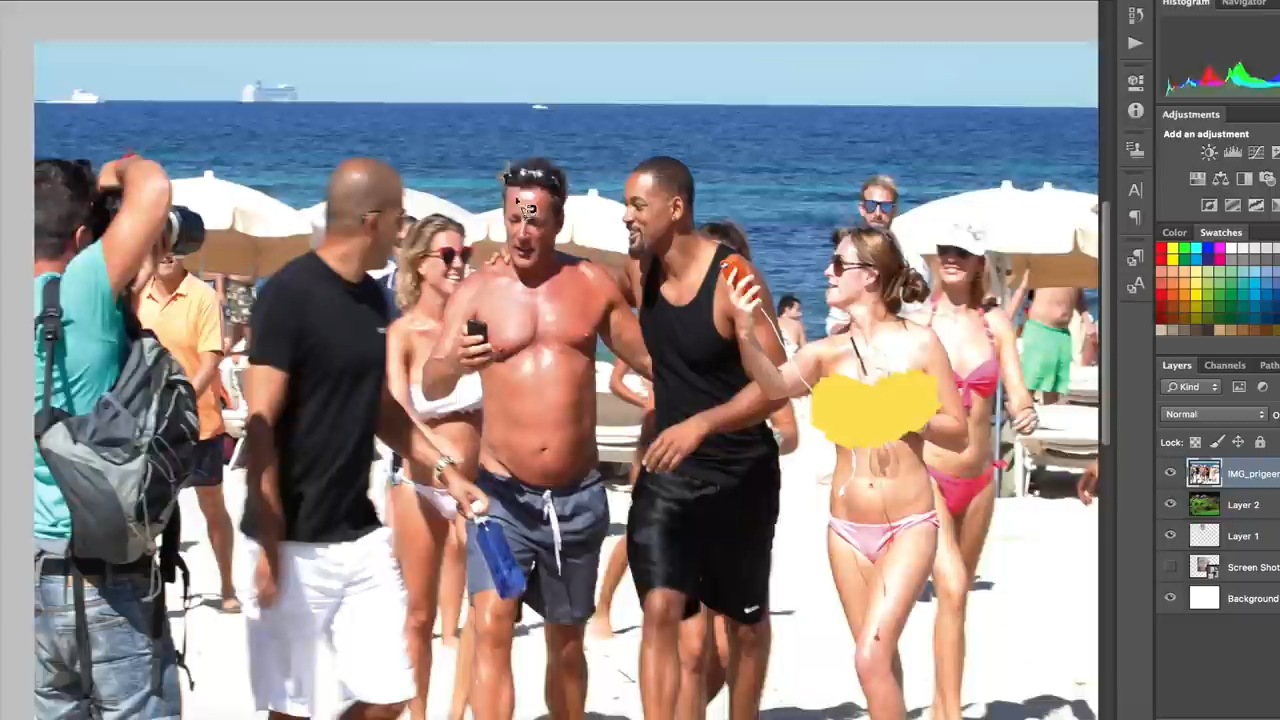 Histogram Navigator
Adjustments
Add an adjustment
A
A
Color Swatches
Layers Channels Path
Kind
Normal
Lock:
IMG_prigeer
Layer 2
Layer 1
Screen Shot
Background